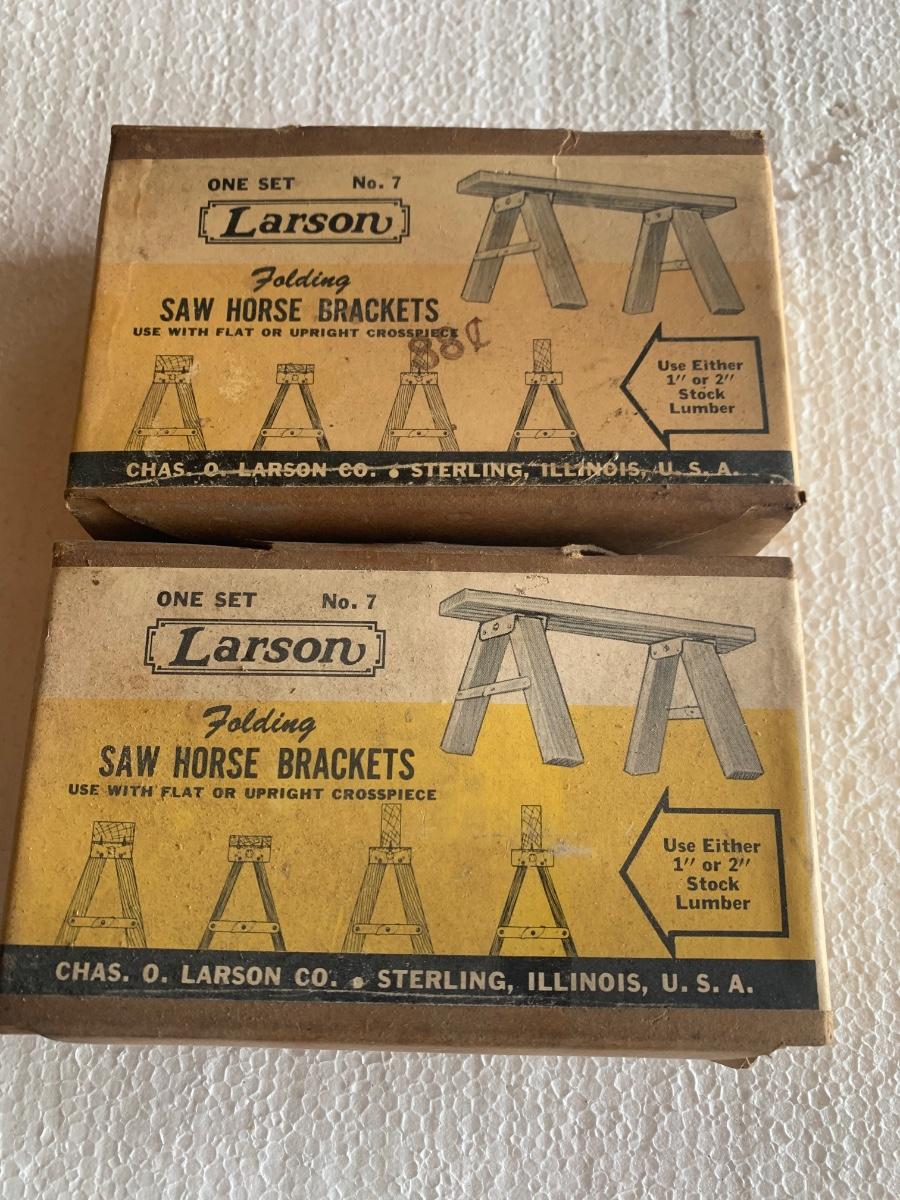 ONE SET No. 7
Larson
Folding
SAW HORSE BRACKETS
USE WITH FLAT OR UPRIGHT CROSSPIECE
88¢
Use Either
1" or 2"
Stock
Lumber
CHAS. O. LARSON CO. • STERLING, ILLINOIS, U. S. A.
ONE SET No. 7
Larson
Folding
SAW HORSE BRACKETS
USE WITH FLAT OR UPRIGHT CROSSPIECE
Use Either
1" or 2"
Stock
Lumber
CHAS. O. LARSON CO. • STERLING, ILLINOIS, U. S. A.